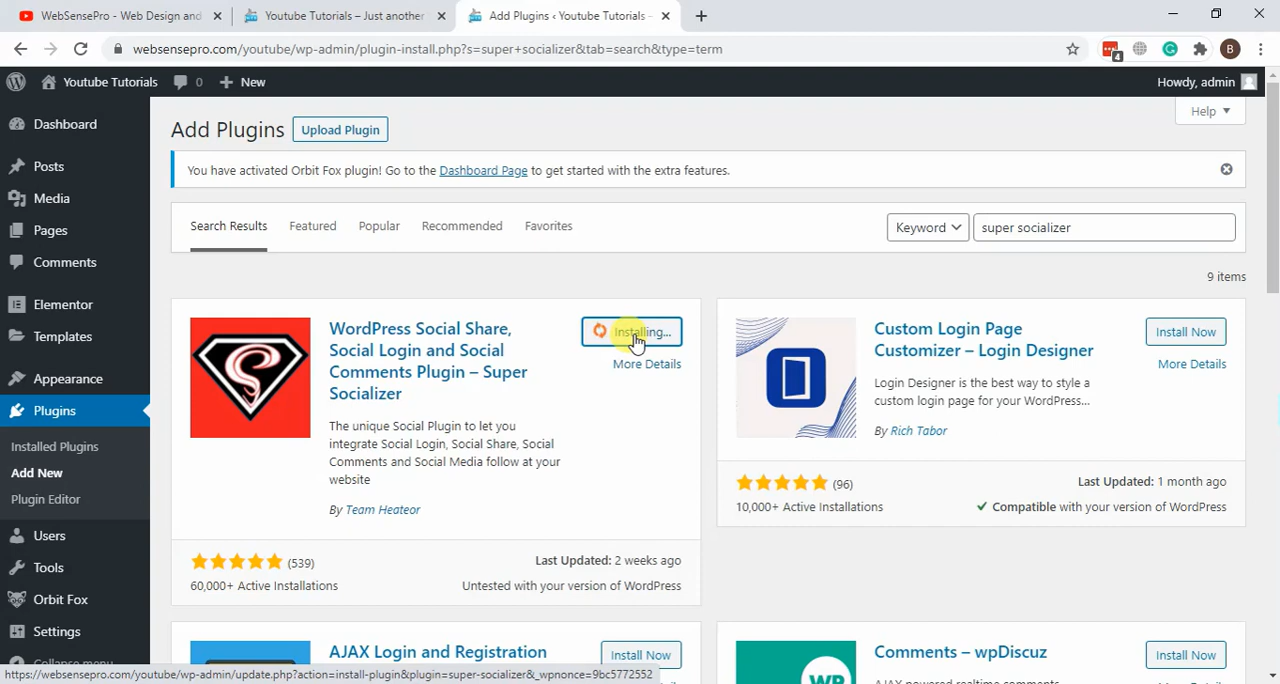 WebSensePro - Web Design and
Youtube Tutorials – Just another
Add Plugins ‹ Youtube Tutorials -
websensepro.com/youtube/wp-admin/plugin-install.php?s=super+socializer&tab=search&type=term
4
B
Youtube Tutorials
0
New
Howdy, admin
Dashboard
Posts
Media
Pages
Comments
Elementor
Templates
Appearance
Plugins
Installed Plugins
Add New
Plugin Editor
Users
Tools
Orbit Fox
Settings
Collapse menu
Help
Add Plugins
Upload Plugin
You have activated Orbit Fox plugin! Go to the Dashboard Page to get started with the extra features.
Search Results Featured Popular Recommended Favorites
Keyword
super socializer
9 items
WordPress Social Share,
Social Login and Social
Comments Plugin – Super
Socializer
Installing...
More Details
The unique Social Plugin to let you
integrate Social Login, Social Share, Social
Comments and Social Media follow at your
website
By Team Heateor
(539)
60,000+ Active Installations
Last Updated: 2 weeks ago
Untested with your version of WordPress
Custom Login Page
Customizer – Login Designer
Install Now
More Details
Login Designer is the best way to style a
custom login page for your WordPress...
By Rich Tabor
(96)
10,000+ Active Installations
Last Updated: 1 month ago
Compatible with your version of WordPress
AJAX Login and Registration
Install Now
Comments – wpDiscuz
Install Now
https://websensepro.com/youtube/wp-admin/update.php?action=install-plugin&plugin=super-socializer&_wpnonce=9bc5772552